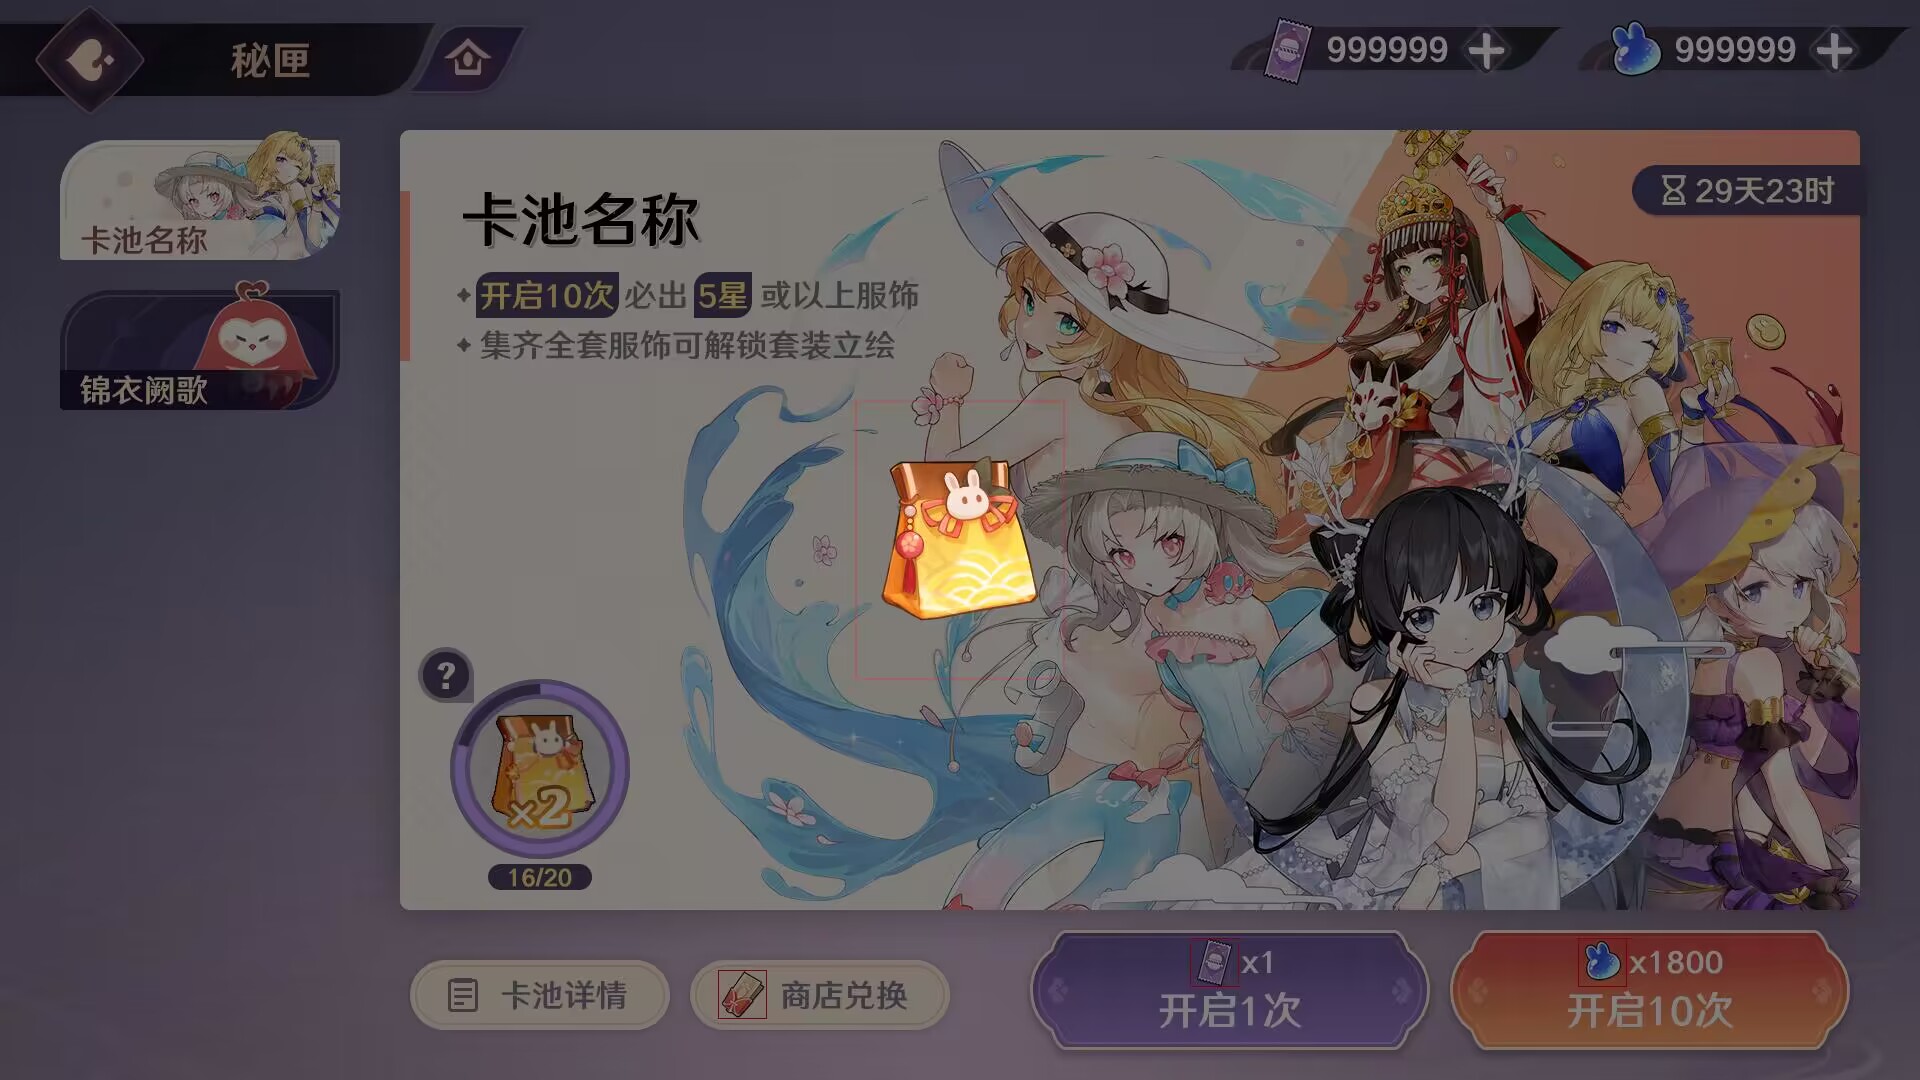 秘匣
999999
999999
卡池名称
锦衣阙歌
卡池名称
29天23时
开启10次 必出 5星 或以上服饰
集齐全套服饰可解锁套装立绘
?
×2
16/20
卡池详情
商店兑换
x1
开启1次
x1800
开启10次